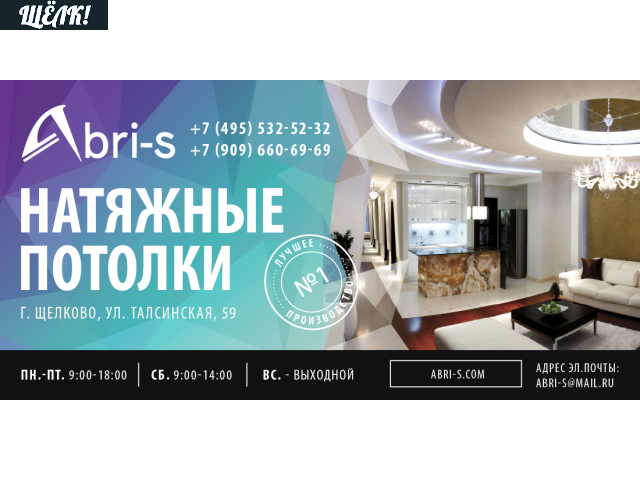 ЩЁЛК!
Abri-s
+7 (495) 532-52-32
+7 (909) 660-69-69
НАТЯЖНЫЕ
ПОТОЛКИ
Г. ЩЕЛКОВО, УЛ. ТАЛСИНСКАЯ, 59
ЛУЧШЕЕ
№1
ПРОИЗВОДСТВО
ПН.-ПТ. 9:00-18:00
СБ. 9:00-14:00
ВС. - ВЫХОДНОЙ
ABRI-S.COM
АДРЕС ЭЛ.ПОЧТЫ:
ABRI-S@MAIL.RU